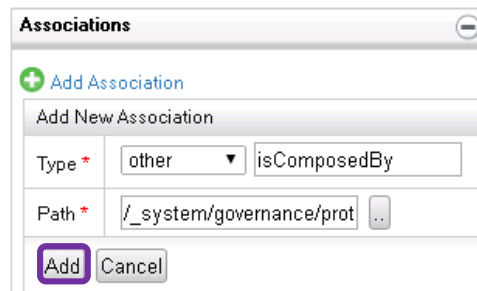 Associations
Add Association
Add New Association
Type * other isComposedBy
Path * /_system/governance/prot ..
Add Cancel